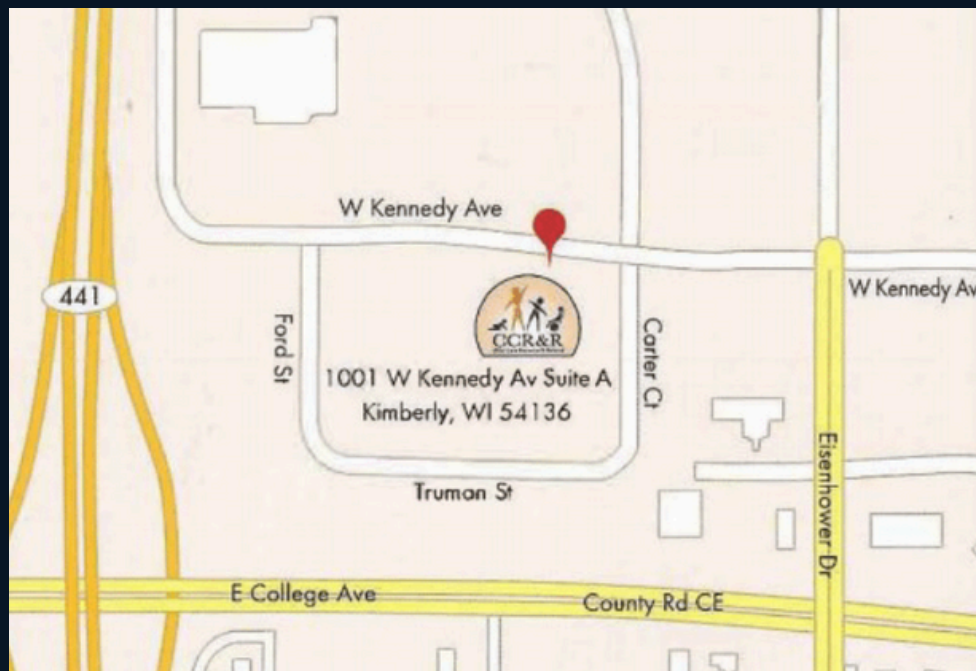 W Kennedy Ave
441
W Kennedy Av
Ford St
Carter Ct
CCR&R
1001 W Kennedy Av Suite A
Kimberly, WI 54136
Eisenhower Dr
Truman St
E College Ave
County Rd CE